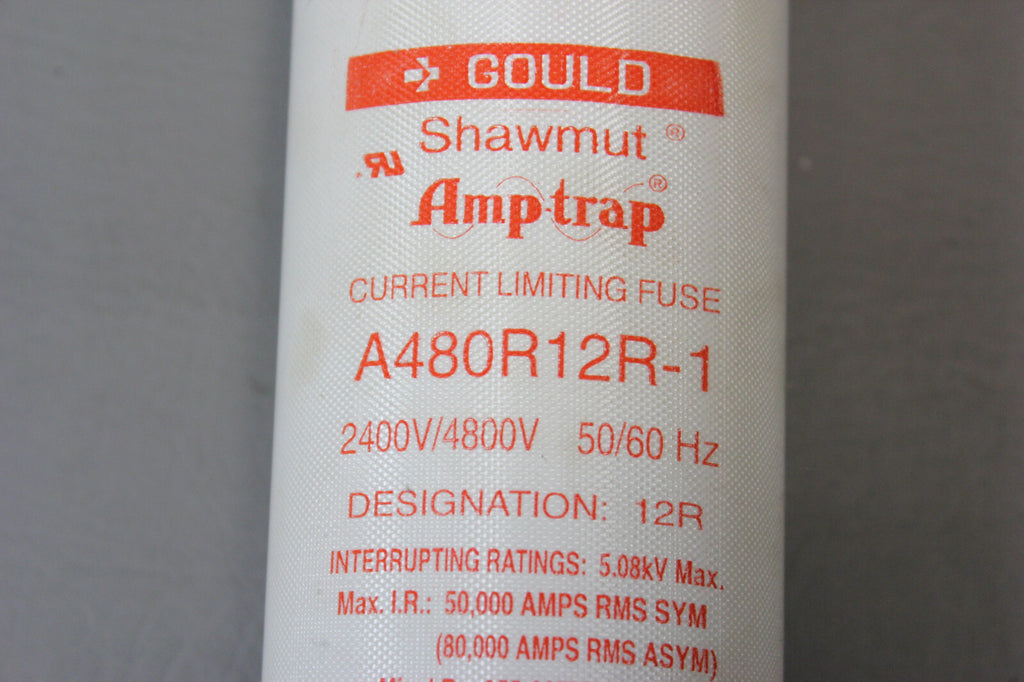 GOULD
Shawmut ®
Amp-trap ®
CURRENT LIMITING FUSE
A480R12R-1
2400V/4800V 50/60 Hz
DESIGNATION: 12R
INTERRUPTING RATINGS: 5.08kV Max.
Max. I.R.: 50,000 AMPS RMS SYM
(80,000 AMPS RMS ASYM)